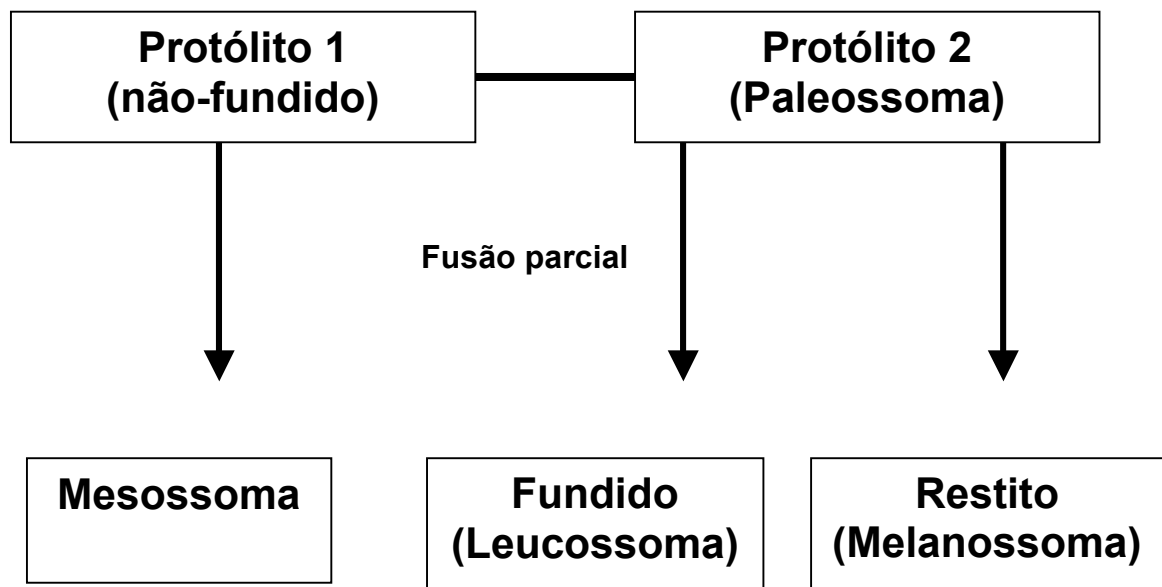 Protólito 1
(não-fundido)
Protólito 2
(Paleossoma)
Fusão parcial
Mesossoma
Fundido
(Leucossoma)
Restito
(Melanossoma)